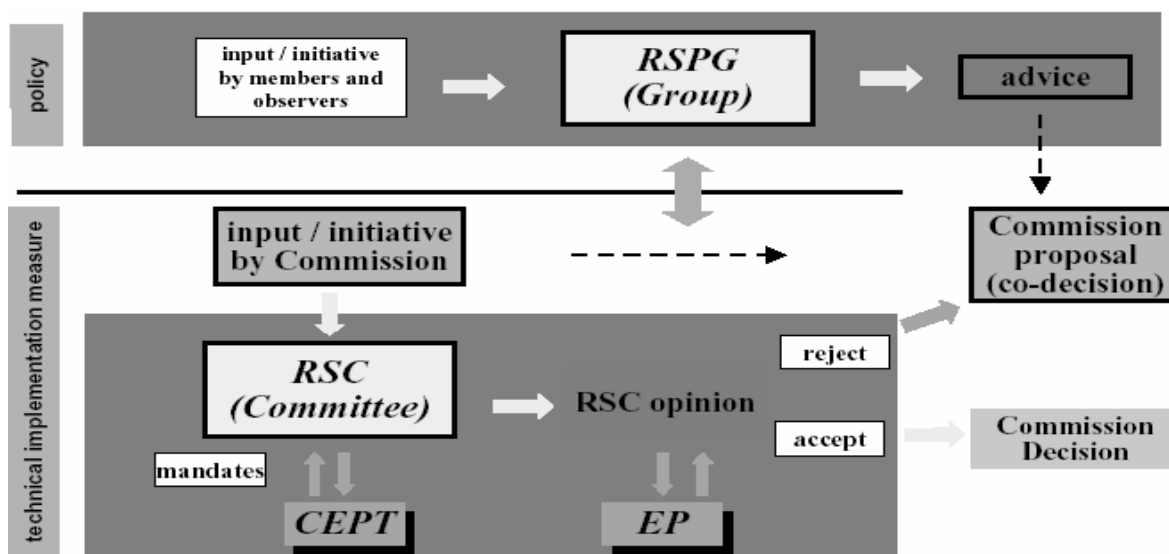 policy
input / initiative
by members and
observers
RSPG
(Group)
advice
technical implementation measure
input / initiative
by Commission
Commission
proposal
(co-decision)
RSC
(Committee)
RSC opinion
reject
accept
Commission
Decision
mandates
CEPT
EP